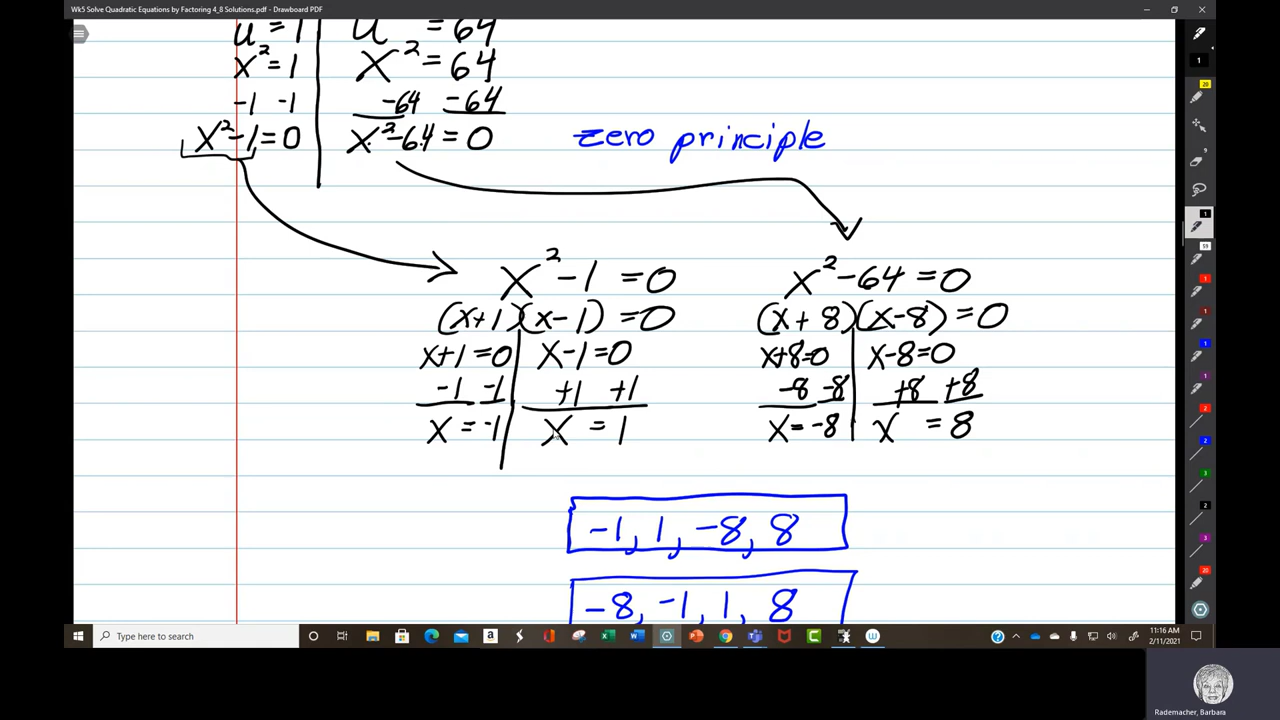 Wk5 Solve Quadratic Equations by Factoring 4_8 Solutions.pdf - Drawboard PDF
u = 1 u = 64
x² = 1 x² = 64
-1 -1 -64 -64
x² - 1 = 0 x² - 64 = 0 zero principle
x² - 1 = 0 x² - 64 = 0
(x+1)(x-1) = 0 (x+8)(x-8) = 0
x+1=0 x-1=0 x+8=0 x-8=0
-1 -1 +1 +1 -8 -8 +8 +8
x = -1 x = 1 x = -8 x = 8
-1, 1, -8, 8
-8, -1, 1, 8
Type here to search
11:16 AM
2/11/2021
Rademacher, Barbara